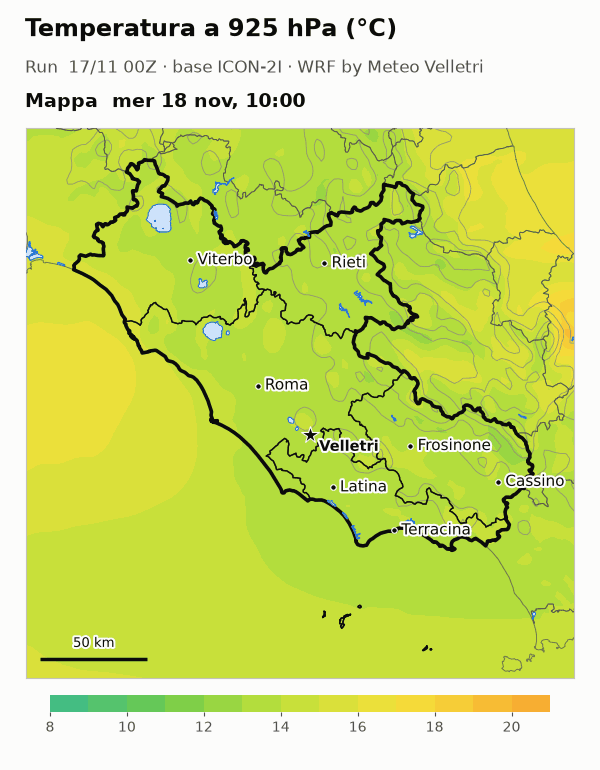 Temperatura a 925 hPa (°C)
Run  17/11 00Z · base ICON-2I · WRF by Meteo Velletri
Mappa  mer 18 nov, 10:00
Viterbo
Rieti
Roma
Velletri
Frosinone
Cassino
Latina
Terracina
50 km
8 10 12 14 16 18 20